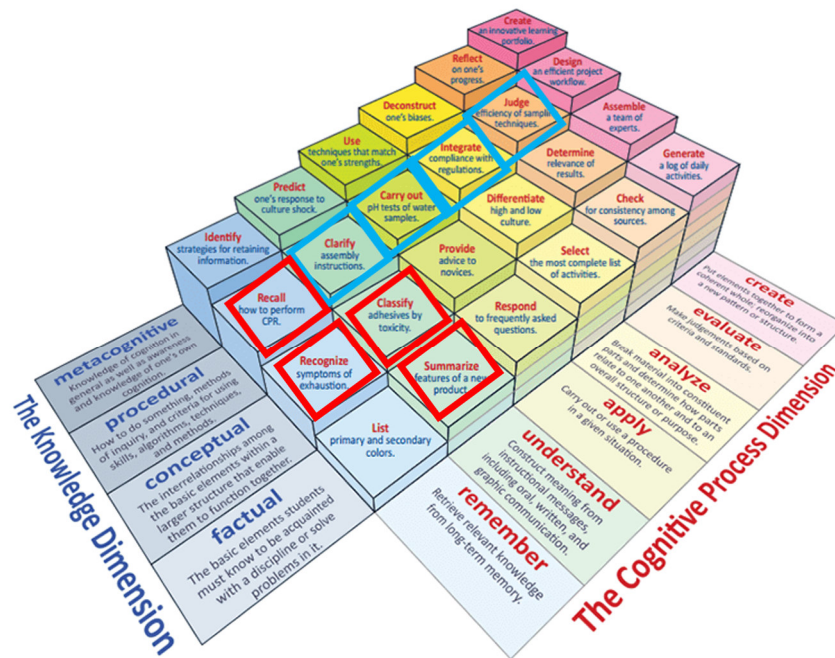 Create
an innovative learning
portfolio.
Reflect
on one's
progress.
Design
an efficient project
workflow.
Deconstruct
one's biases.
Judge
efficiency of sample
techniques.
Assemble
a team of
experts.
Use
techniques that match
one's strengths.
Integrate
compliance with
regulations.
Determine
relevance of
results.
Generate
a log of daily
activities.
Predict
one's response to
culture shock.
Carry out
pH tests of water
samples.
Differentiate
high and low
culture.
Check
for consistency among
sources.
Identify
strategies for retaining
information.
Clarify
assembly
instructions.
Provide
advice to
novices.
Select
the most complete list
of activities.
Recall
how to perform
CPR.
Classify
adhesives by
toxicity.
Respond
to frequently asked
questions.
Recognize
symptoms of
exhaustion.
Summarize
features of a new
product.
List
primary and secondary
colors.
metacognitive
Knowledge of cognition in
general as well as awareness
and knowledge of one's own
cognition.
procedural
How to do something, methods
of inquiry, and criteria for using
skills, algorithms, techniques,
and methods.
conceptual
The interrelationships among
the basic elements within a
larger structure that enable
them to function together.
factual
The basic elements students
must know to be acquainted
with a discipline or solve
problems in it.
The Knowledge Dimension
create
Put elements together to form a
coherent whole; reorganize into
a new pattern or structure.
evaluate
Make judgements based on
criteria and standards.
analyze
Break material into constituent
parts and determine how parts
relate to one another and to an
overall structure or purpose.
apply
Carry out or use a procedure
in a given situation.
understand
Construct meaning from
instructional messages,
including oral, written, and
graphic communication.
remember
Retrieve relevant knowledge
from long-term memory.
The Cognitive Process Dimension